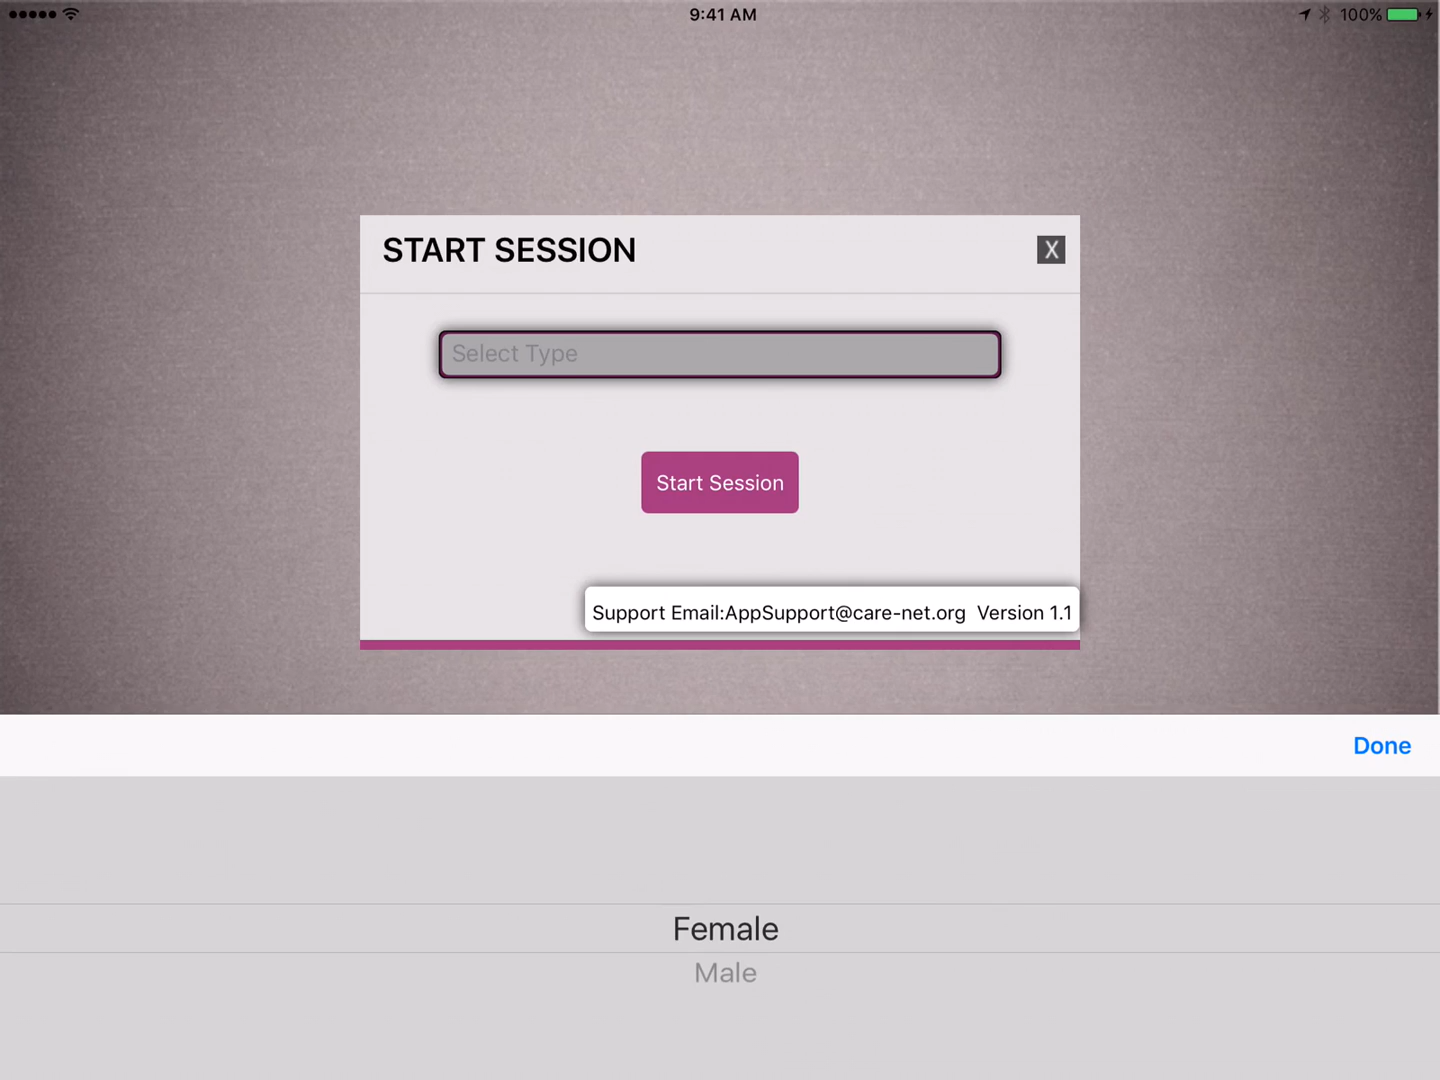 9:41 AM
100%
START SESSION
X
Select Type
Start Session
Support Email:AppSupport@care-net.org Version 1.1
Done
Female
Male